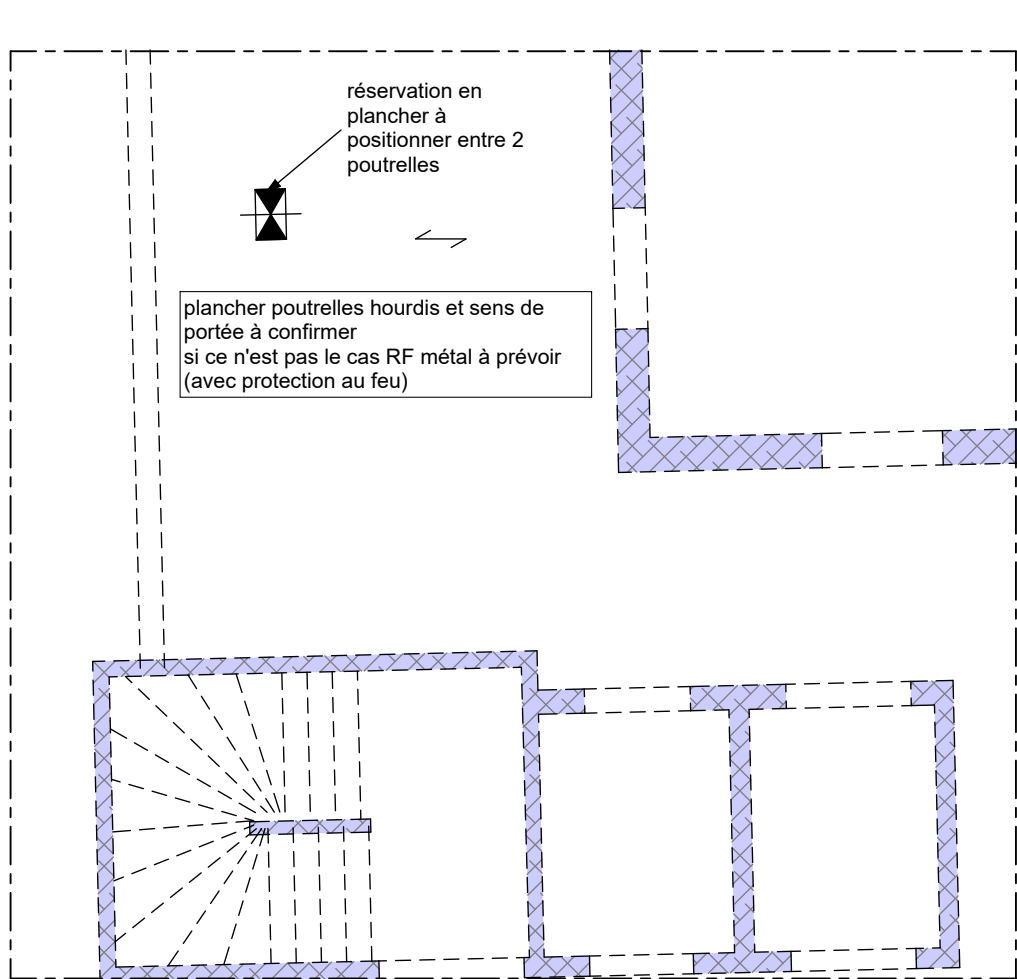 réservation en
plancher à
positionner entre 2
poutrelles
plancher poutrelles hourdis et sens de
portée à confirmer
si ce n'est pas le cas RF métal à prévoir
(avec protection au feu)